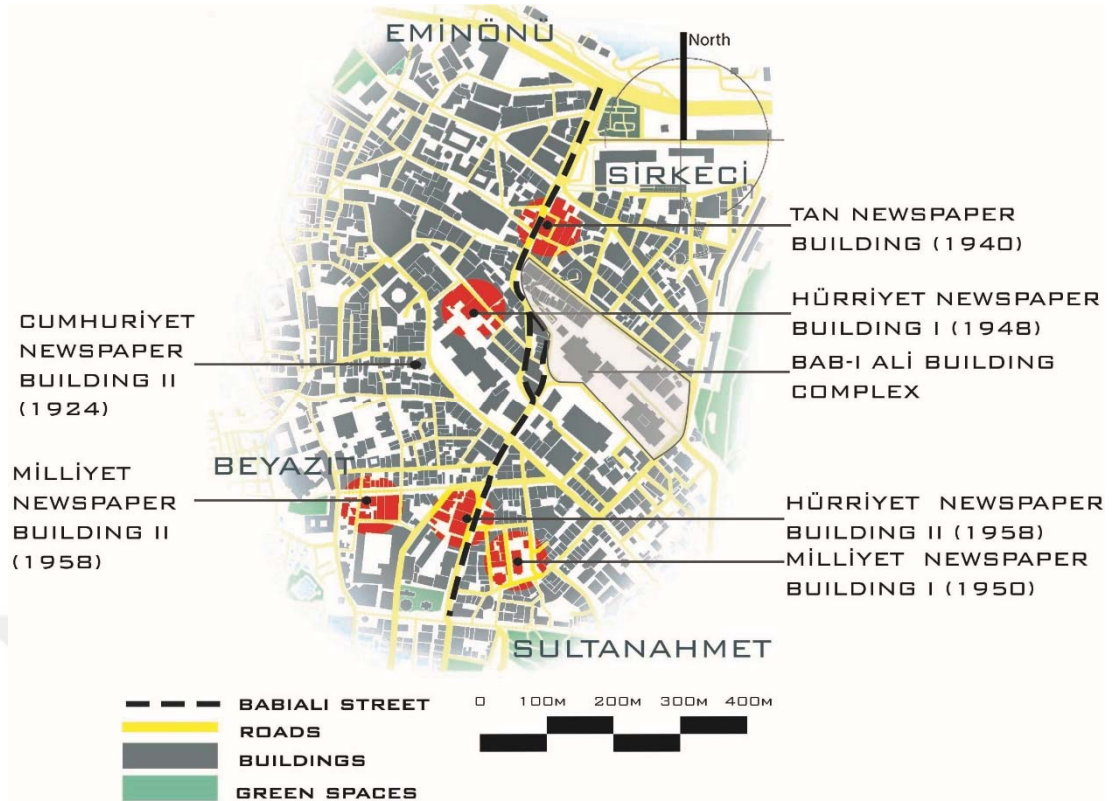 EMİNÖNÜ
North
SİRKECİ
TAN NEWSPAPER
BUILDING (1940)
HÜRRİYET NEWSPAPER
BUILDING I (1948)
BAB-I ALİ BUILDING
COMPLEX
CUMHURİYET
NEWSPAPER
BUILDING II
(1924)
BEYAZIT
MİLLİYET
NEWSPAPER
BUILDING II
(1958)
HÜRRİYET NEWSPAPER
BUILDING II (1958)
MİLLİYET NEWSPAPER
BUILDING I (1950)
SULTANAHMET
BABIALI STREET
ROADS
BUILDINGS
GREEN SPACES
0 100M 200M 300M 400M